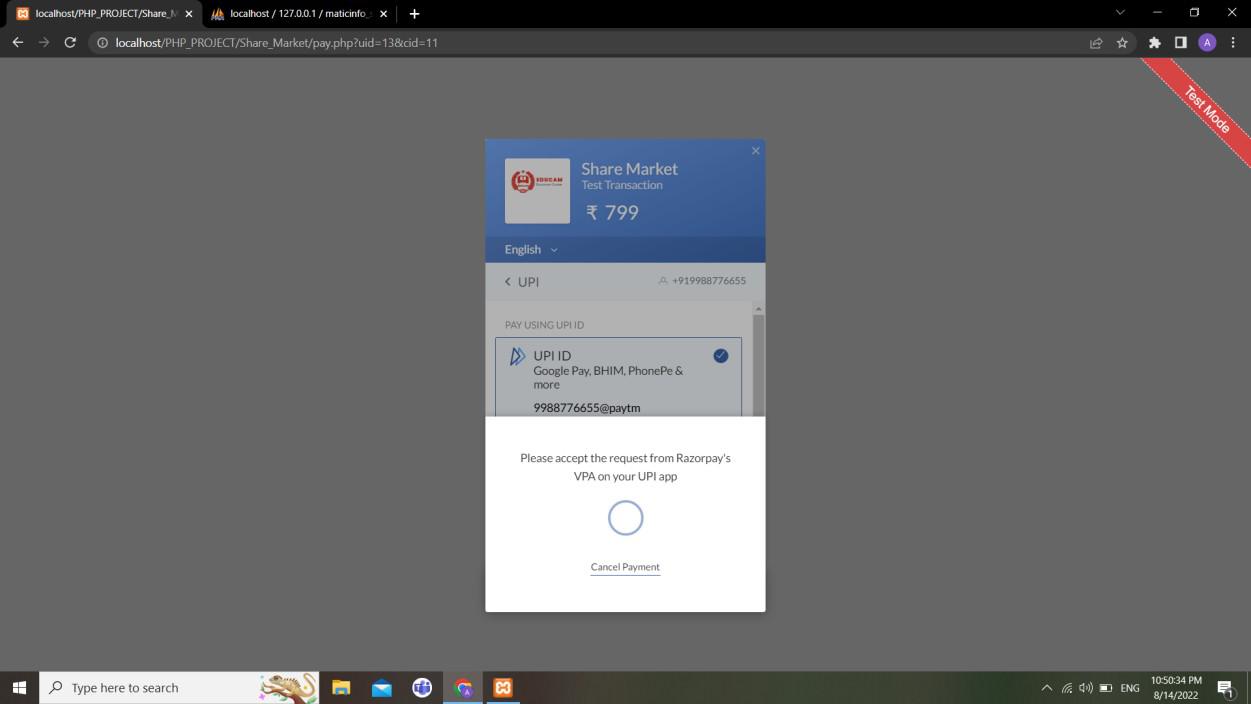 localhost/PHP_PROJECT/Share_M
localhost / 127.0.0.1 / maticinfo_
localhost/PHP_PROJECT/Share_Market/pay.php?uid=13&cid=11
A
Test Mode
EDUCAM
Share Market
Test Transaction
₹ 799
English
UPI
+919988776655
PAY USING UPI ID
UPI ID
Google Pay, BHIM, PhonePe &
more
9988776655@paytm
Please accept the request from Razorpay's
VPA on your UPI app
Cancel Payment
Type here to search
ENG
10:50:34 PM
8/14/2022
1